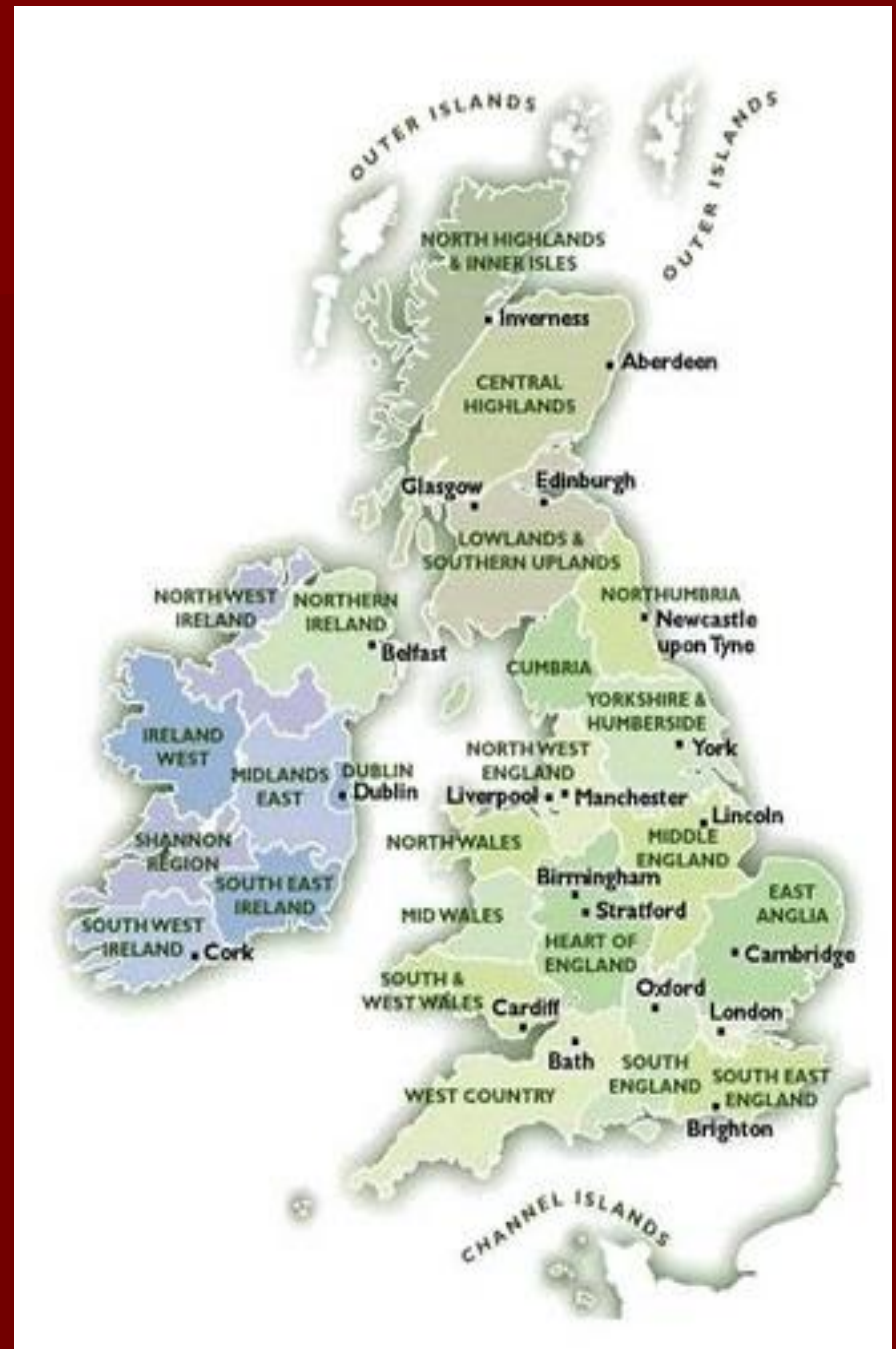 OUTER ISLANDS
OUTER ISLANDS
NORTH HIGHLANDS
& INNER ISLES
Inverness
Aberdeen
CENTRAL
HIGHLANDS
Glasgow
Edinburgh
LOWLANDS &
SOUTHERN UPLANDS
NORTHWEST
IRELAND
NORTHERN
IRELAND
Belfast
NORTHUMBRIA
Newcastle
upon Tyne
CUMBRIA
YORKSHIRE &
HUMBERSIDE
York
IRELAND
WEST
MIDLANDS
EAST
DUBLIN
Dublin
NORTH WEST
ENGLAND
Liverpool
Manchester
Lincoln
SHANNON
REGION
NORTH WALES
MIDDLE
ENGLAND
SOUTH EAST
IRELAND
Birmingham
Stratford
EAST
ANGLIA
SOUTH WEST
IRELAND
Cork
MID WALES
HEART OF
ENGLAND
Cambridge
SOUTH &
WEST WALES
Cardiff
Oxford
London
Bath
WEST COUNTRY
SOUTH
ENGLAND
SOUTH EAST
ENGLAND
Brighton
CHANNEL ISLANDS